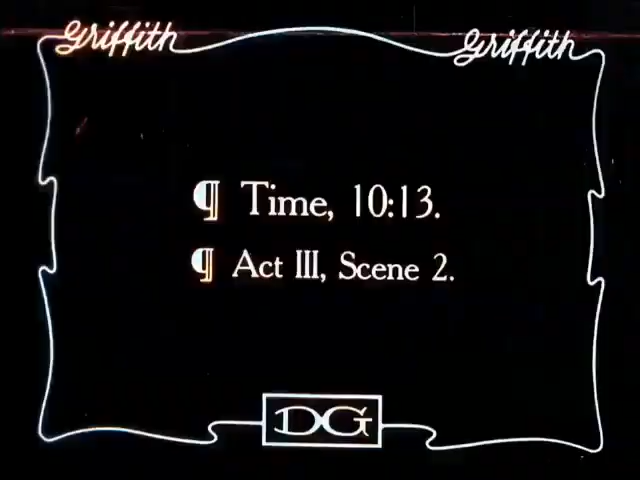 Griffith Griffith
¶ Time, 10:13.
¶ Act III, Scene 2.
DG